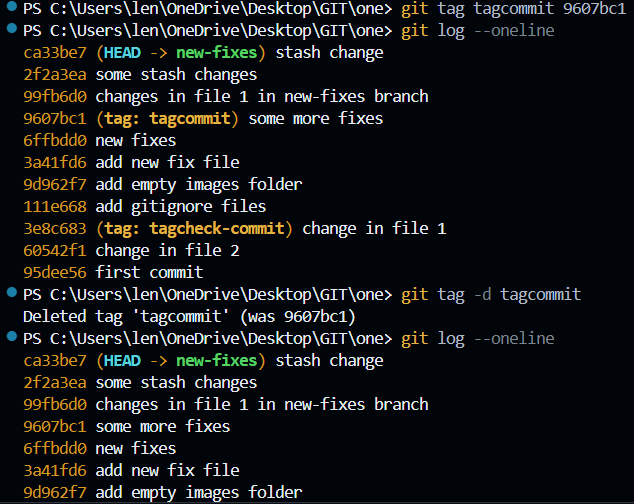 PS C:\Users\len\OneDrive\Desktop\GIT\one> git tag tagcommit 9607bc1
PS C:\Users\len\OneDrive\Desktop\GIT\one> git log --oneline
ca33be7 (HEAD -> new-fixes) stash change
2f2a3ea some stash changes
99fb6d0 changes in file 1 in new-fixes branch
9607bc1 (tag: tagcommit) some more fixes
6ffbdd0 new fixes
3a41fd6 add new fix file
9d962f7 add empty images folder
111e668 add gitignore files
3e8c683 (tag: tagcheck-commit) change in file 1
60542f1 change in file 2
95dee56 first commit
PS C:\Users\len\OneDrive\Desktop\GIT\one> git tag -d tagcommit
Deleted tag 'tagcommit' (was 9607bc1)
PS C:\Users\len\OneDrive\Desktop\GIT\one> git log --oneline
ca33be7 (HEAD -> new-fixes) stash change
2f2a3ea some stash changes
99fb6d0 changes in file 1 in new-fixes branch
9607bc1 some more fixes
6ffbdd0 new fixes
3a41fd6 add new fix file
9d962f7 add empty images folder